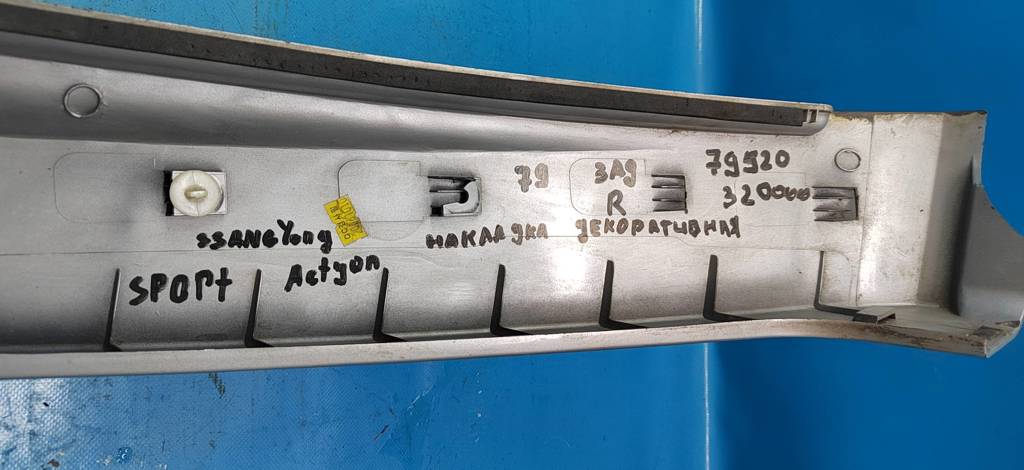 79 ЗАД 79520
R 320000
SSANGYong НАКЛАДКА ДЕКОРАТИВНАЯ
SPORt Actyon